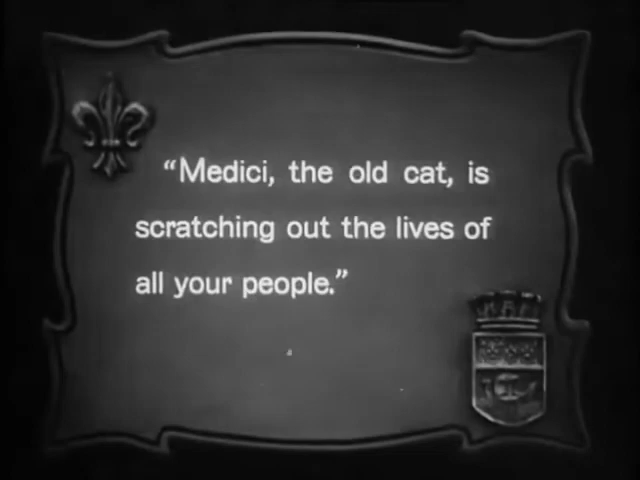 “Medici, the old cat, is
scratching out the lives of
all your people.”